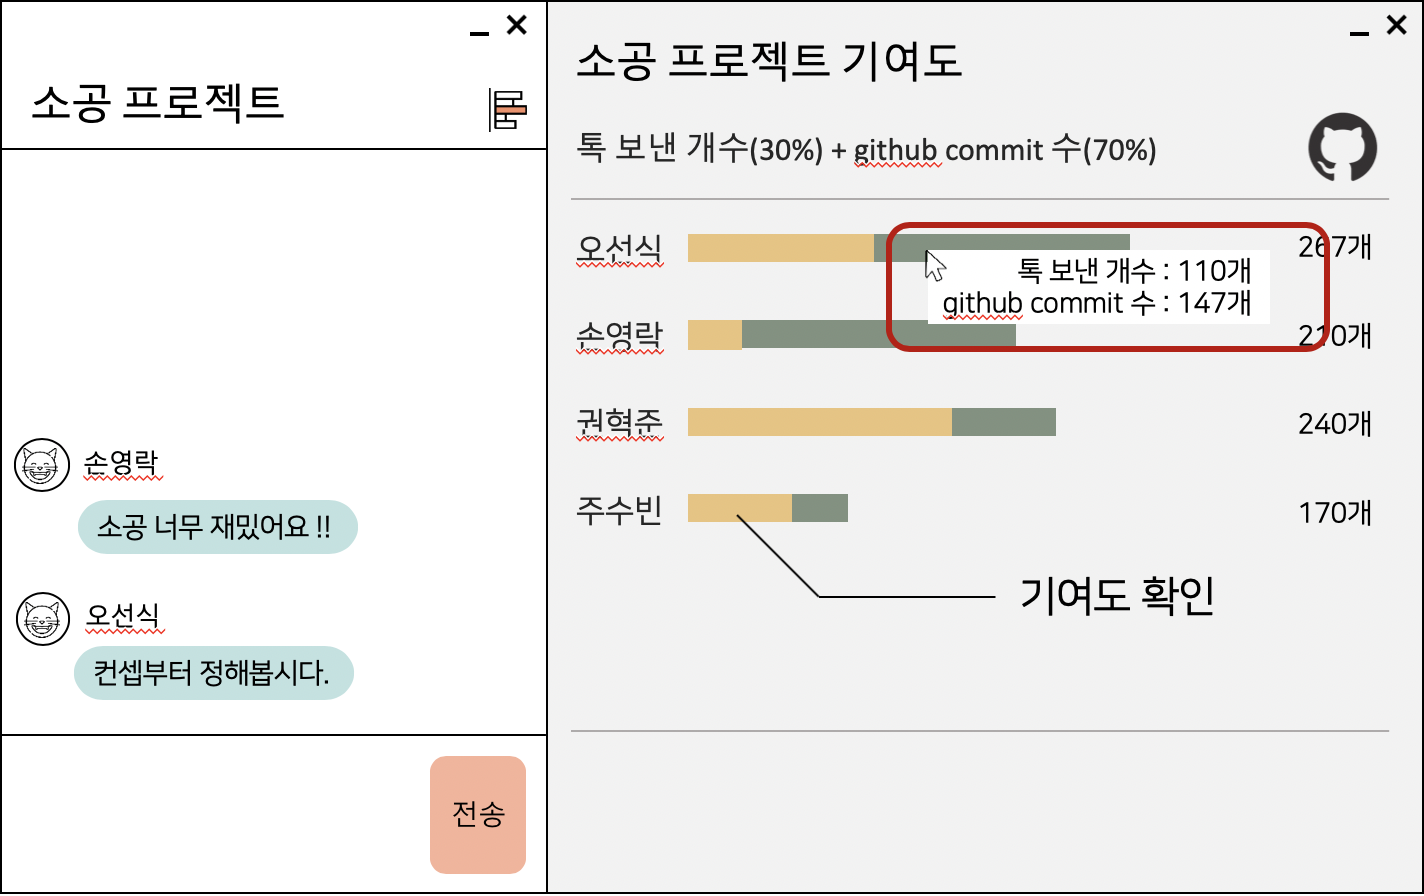 소공 프로젝트
손영락
소공 너무 재밌어요 !!
오선식
컨셉부터 정해봅시다.
전송
소공 프로젝트 기여도
톡 보낸 개수(30%) + github commit 수(70%)
오선식 267개
톡 보낸 개수 : 110개
github commit 수 : 147개
손영락 210개
권혁준 240개
주수빈 170개
기여도 확인